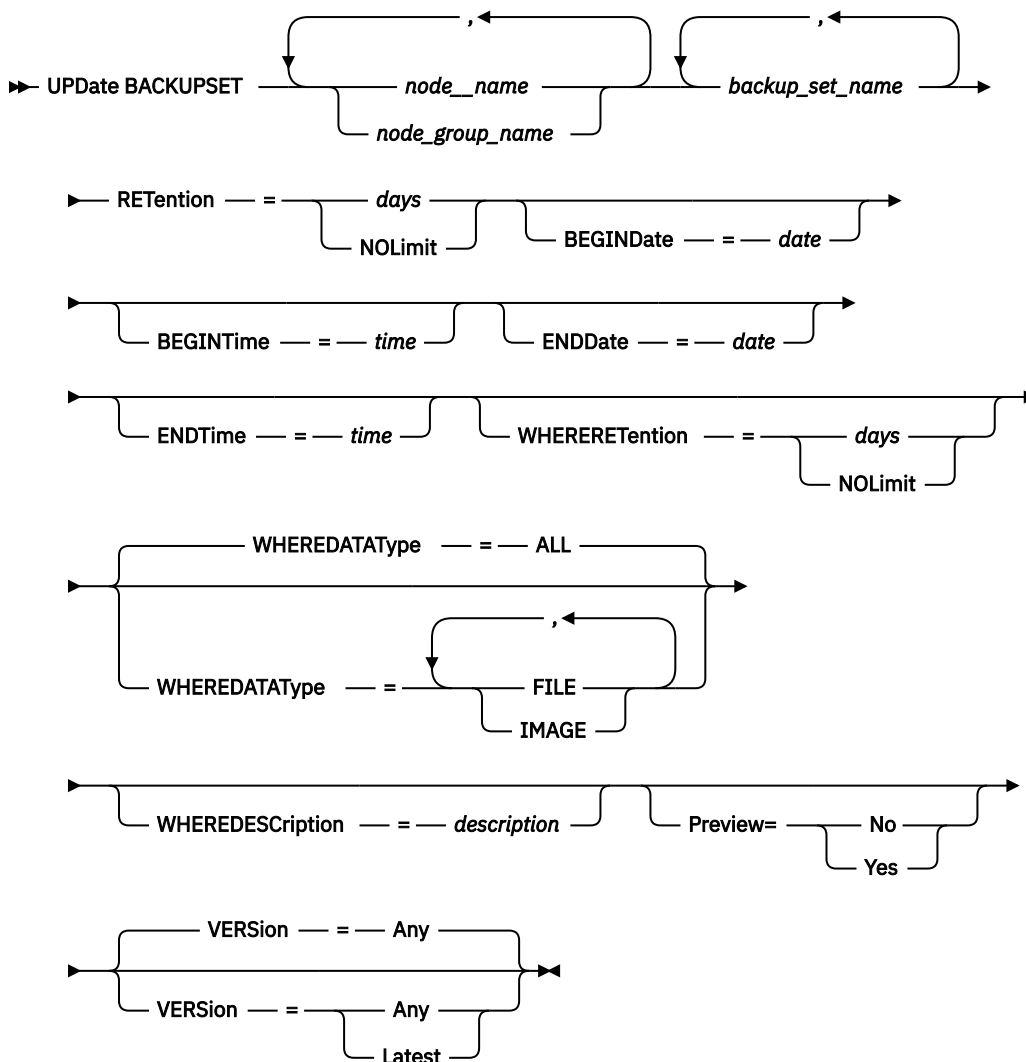 ,
,
UPDate BACKUPSET node__name backup_set_name
node_group_name
RETention = days
NOLimit
BEGINDate = date
BEGINTime = time ENDDate = date
ENDTime = time WHERERETention = days
NOLimit
WHEREDATAType = ALL
,
WHEREDATAType = FILE
IMAGE
WHEREDESCription = description Preview= No
Yes
VERSion = Any
VERSion = Any
Latest